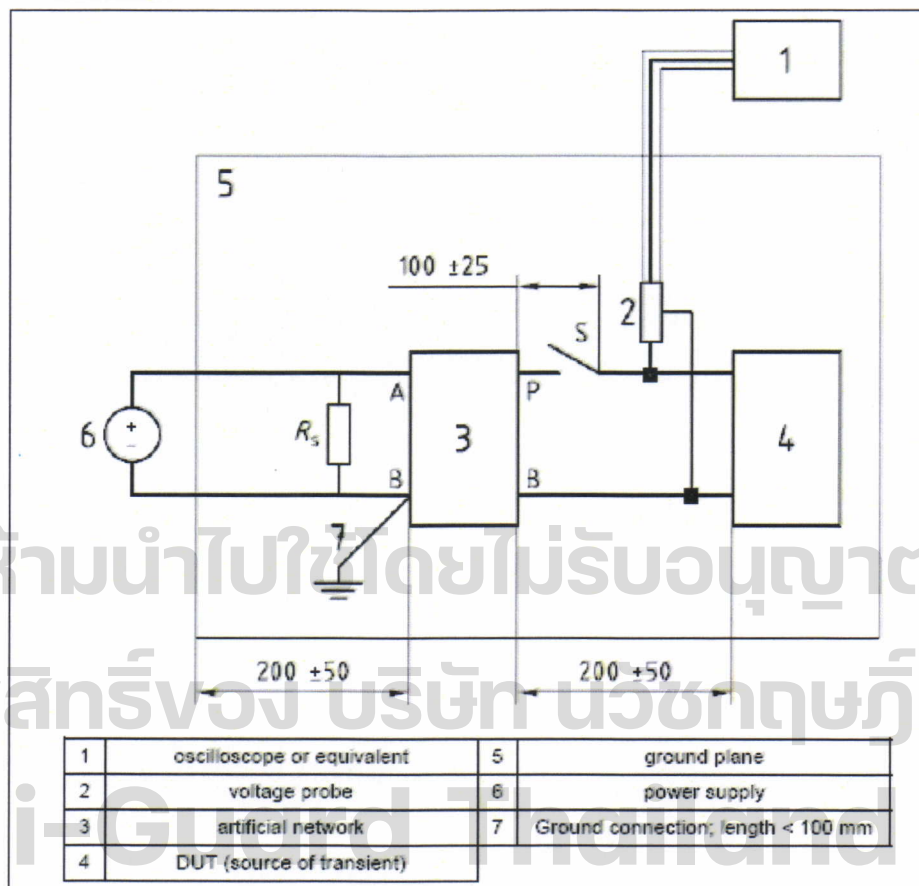 1
5
100 ±25
2
S
A
P
6
+
−
Rs
3
4
B
B
7
ห้ามนำไปใช้โดยไม่รับอนุญาต
200 ±50
200 ±50
สิทธิ์ของ บริษัท นวัชกฤษฎิ์
1 oscilloscope or equivalent 5 ground plane
2 voltage probe 6 power supply
3 artificial network 7 Ground connection; length < 100 mm
4 DUT (source of transient)
i-Guard Thailand